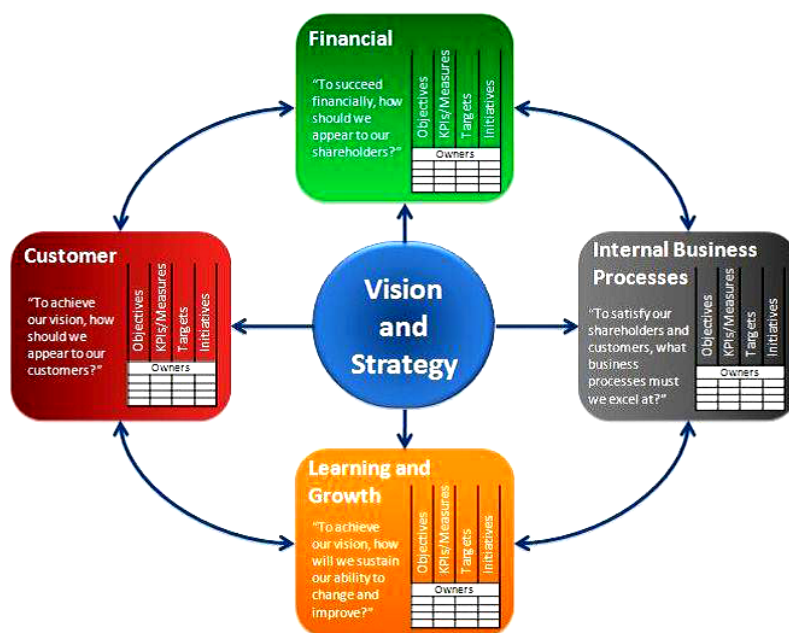 Financial
"To succeed
financially, how
should we
appear to our
shareholders?"
Objectives
KPIs/Measures
Targets
Initiatives
Owners
Customer
"To achieve
our vision, how
should we
appear to our
customers?"
Objectives
KPIs/Measures
Targets
Initiatives
Owners
Vision
and
Strategy
Internal Business
Processes
"To satisfy our
shareholders and
customers, what
business
processes must
we excel at?"
Objectives
KPIs/Measures
Targets
Initiatives
Owners
Learning and
Growth
"To achieve
our vision, how
will we sustain
our ability to
change and
improve?"
Objectives
KPIs/Measures
Targets
Initiatives
Owners